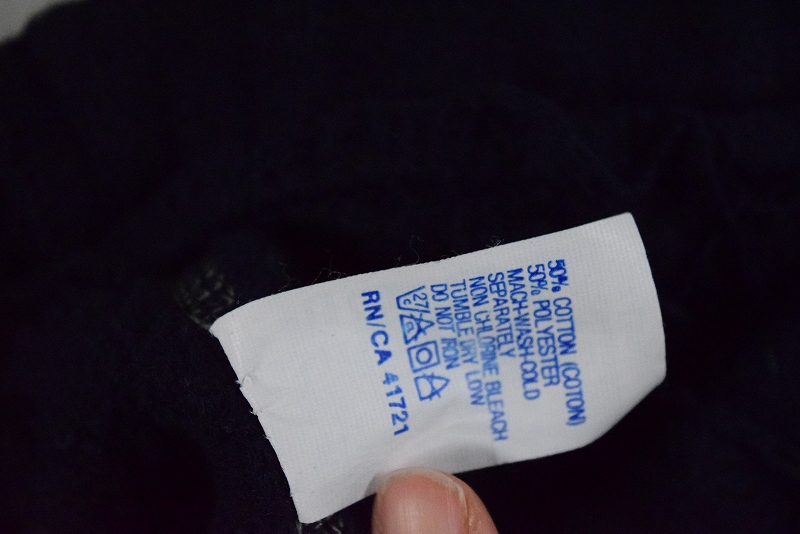 50% COTTON (COTON)
50% POLYESTER
MACH-WASH-COLD
SEPARATELY
NON CHLORINE BLEACH
TUMBLE DRY LOW
DO NOT IRON
27
RN/CA 41721